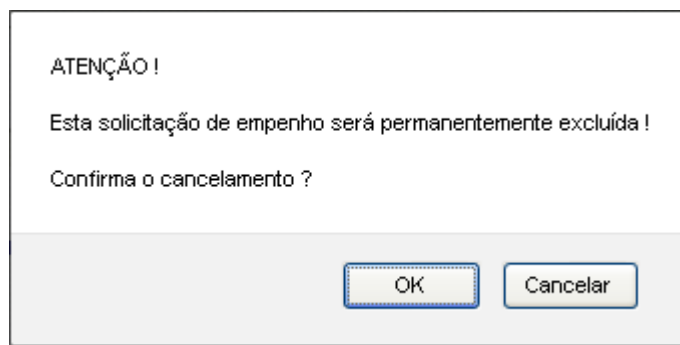 ATENÇÃO !
Esta solicitação de empenho será permanentemente excluída !
Confirma o cancelamento ?
OK
Cancelar